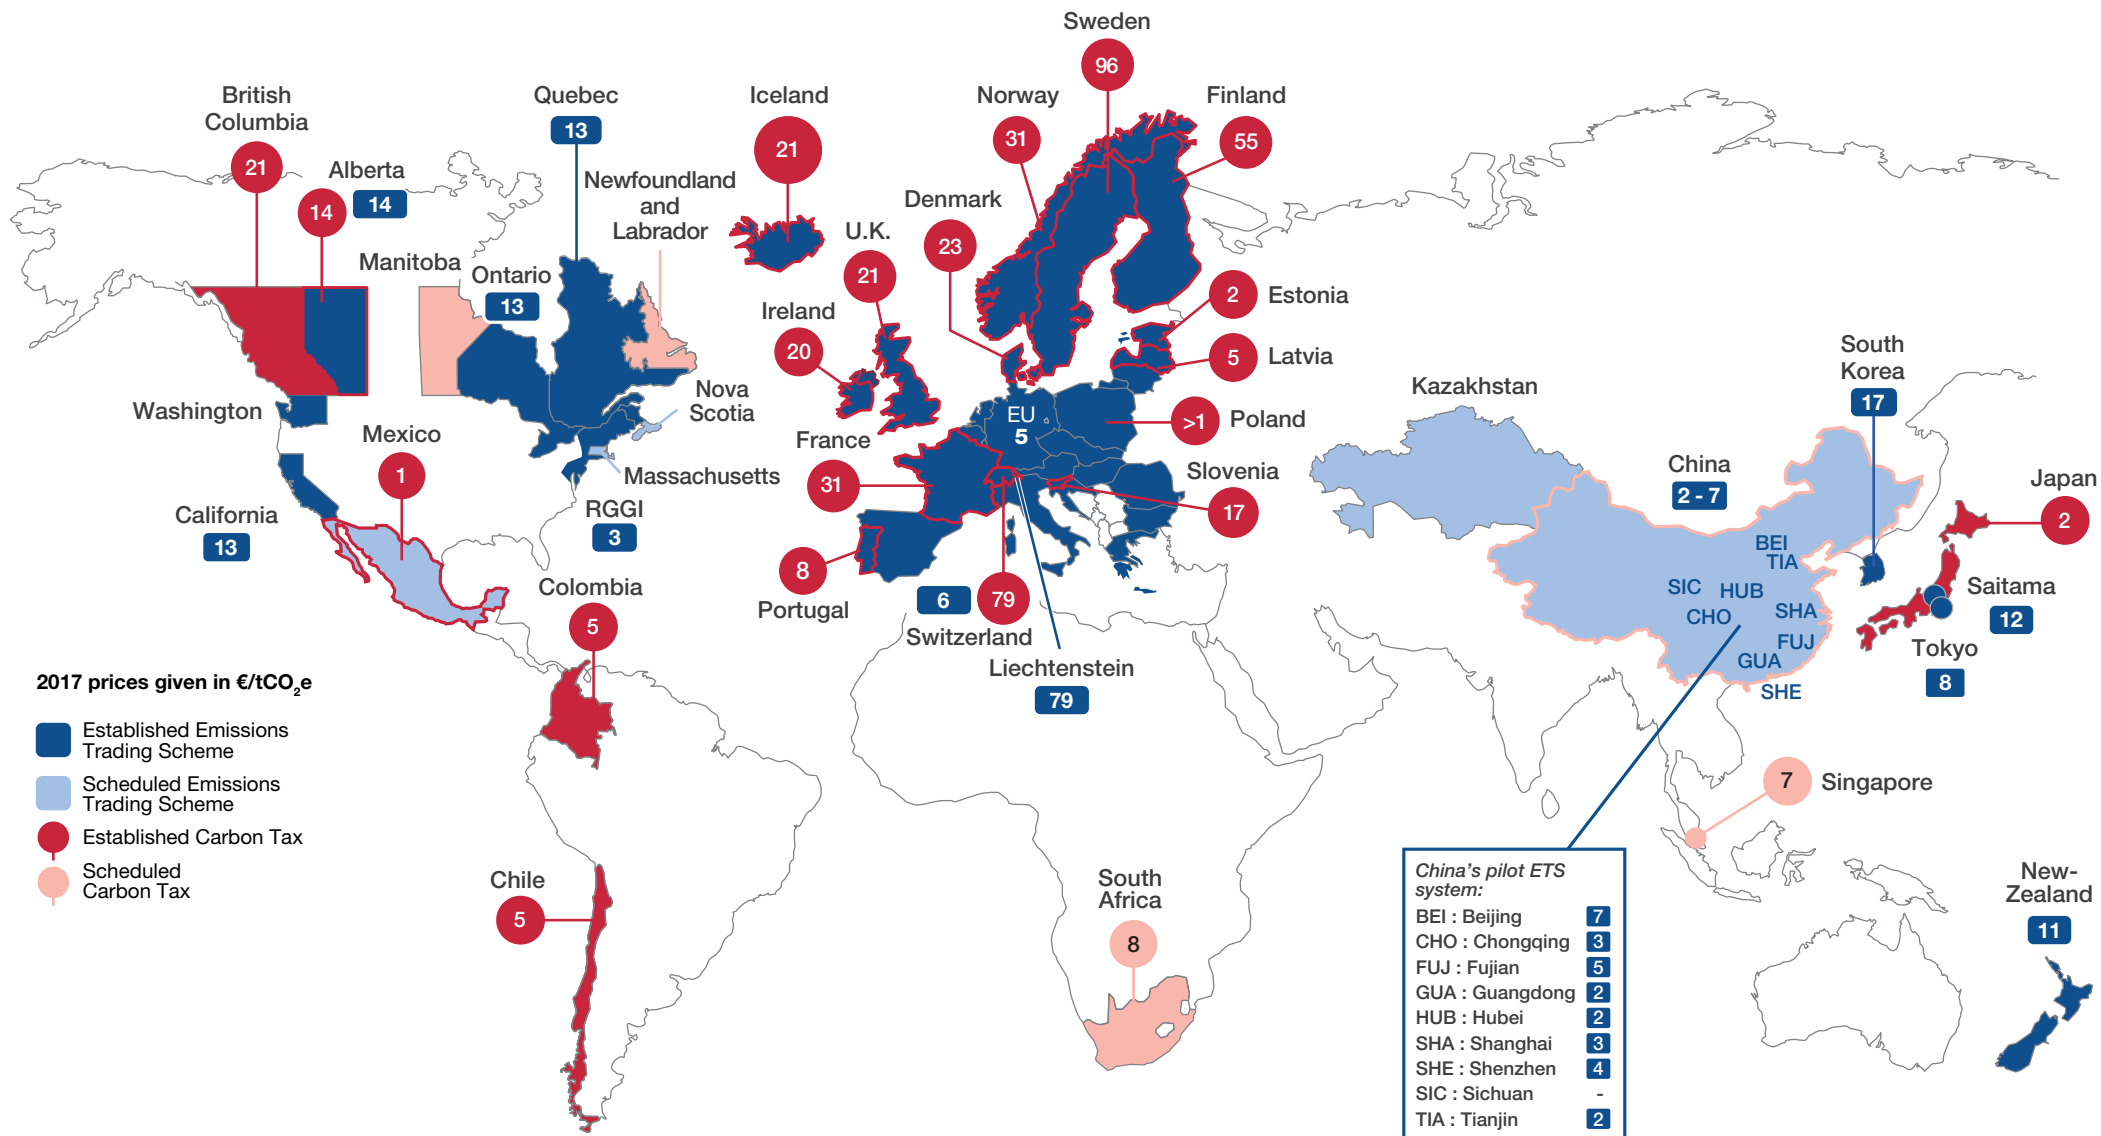 Sweden
96
British
Columbia
21
Alberta
14
14
Quebec
13
Iceland
21
Norway
31
Finland
55
Newfoundland
and
Labrador
Denmark
23
U.K.
21
Manitoba
Ontario
13
Ireland
20
2
Estonia
5
Latvia
South
Korea
17
Washington
Nova
Scotia
Kazakhstan
EU
5
>1
Poland
Mexico
1
France
31
Massachusetts
Slovenia
17
China
2 - 7
Japan
2
California
13
RGGI
3
BEI
TIA
SIC
HUB
CHO
SHA
FUJ
GUA
SHE
Saitama
12
Tokyo
8
8
Portugal
6
79
Switzerland
Liechtenstein
79
Colombia
5
2017 prices given in €/tCO2e
Established Emissions
Trading Scheme
Scheduled Emissions
Trading Scheme
Established Carbon Tax
Scheduled
Carbon Tax
7
Singapore
Chile
5
South
Africa
8
New-
Zealand
11
China's pilot ETS
system:
BEI : Beijing 7
CHO : Chongqing 3
FUJ : Fujian 5
GUA : Guangdong 2
HUB : Hubei 2
SHA : Shanghai 3
SHE : Shenzhen 4
SIC : Sichuan -
TIA : Tianjin 2